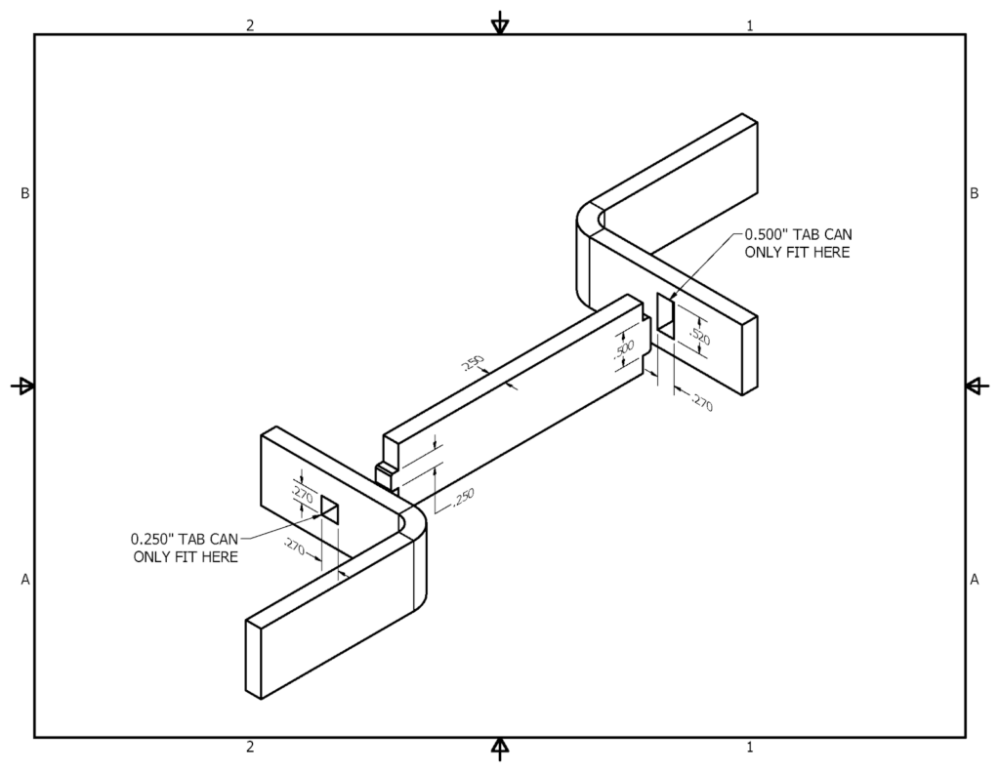 2
1
B
B
0.500" TAB CAN
ONLY FIT HERE
.520
.500
.250
.270
.270
.250
0.250" TAB CAN
ONLY FIT HERE
.270
A
A
2
1